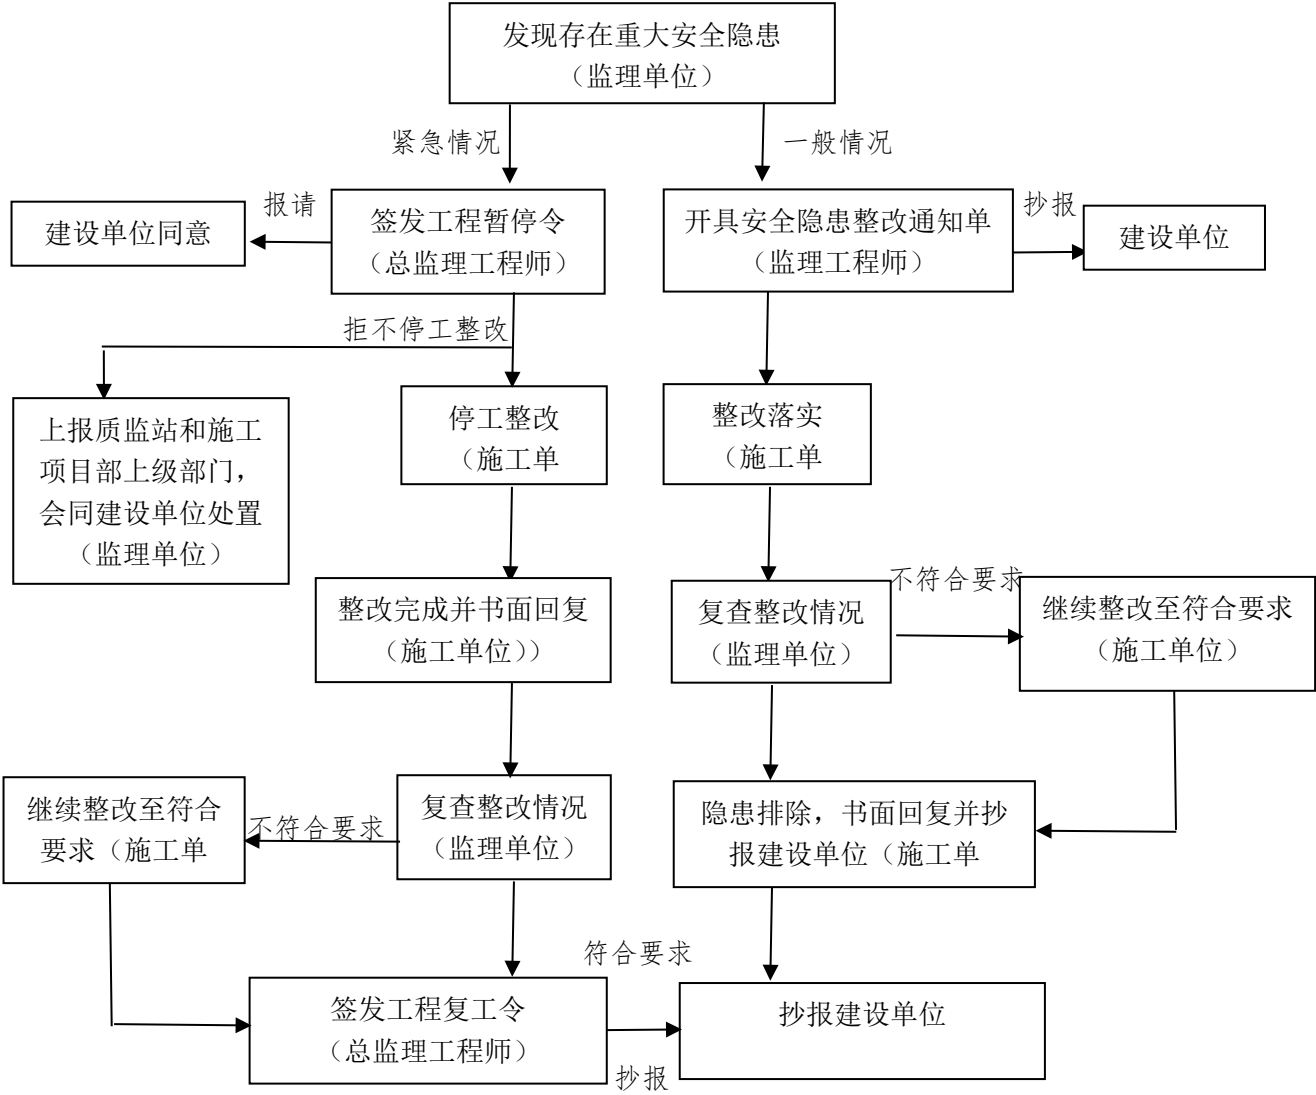 发现存在重大安全隐患
（监理单位）
紧急情况
一般情况
报请
建设单位同意
签发工程暂停令
（总监理工程师）
开具安全隐患整改通知单
（监理工程师）
抄报
建设单位
拒不停工整改
上报质监站和施工
项目部上级部门，
会同建设单位处置
（监理单位）
停工整改
（施工单
整改落实
（施工单
整改完成并书面回复
（施工单位））
复查整改情况
（监理单位）
不符合要求
继续整改至符合要求
（施工单位）
继续整改至符合
要求（施工单
不符合要求
复查整改情况
（监理单位）
隐患排除，书面回复并抄
报建设单位（施工单
符合要求
签发工程复工令
（总监理工程师）
抄报
抄报建设单位